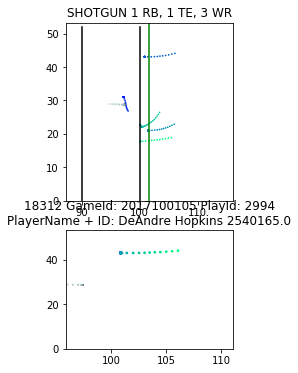 SHOTGUN 1 RB, 1 TE, 3 WR
50
40
30
20
10
0
90 100 110
18312 GameId: 2017100105 PlayId: 2994
PlayerName + ID: DeAndre Hopkins 2540165.0
40
20
0
100 105 110